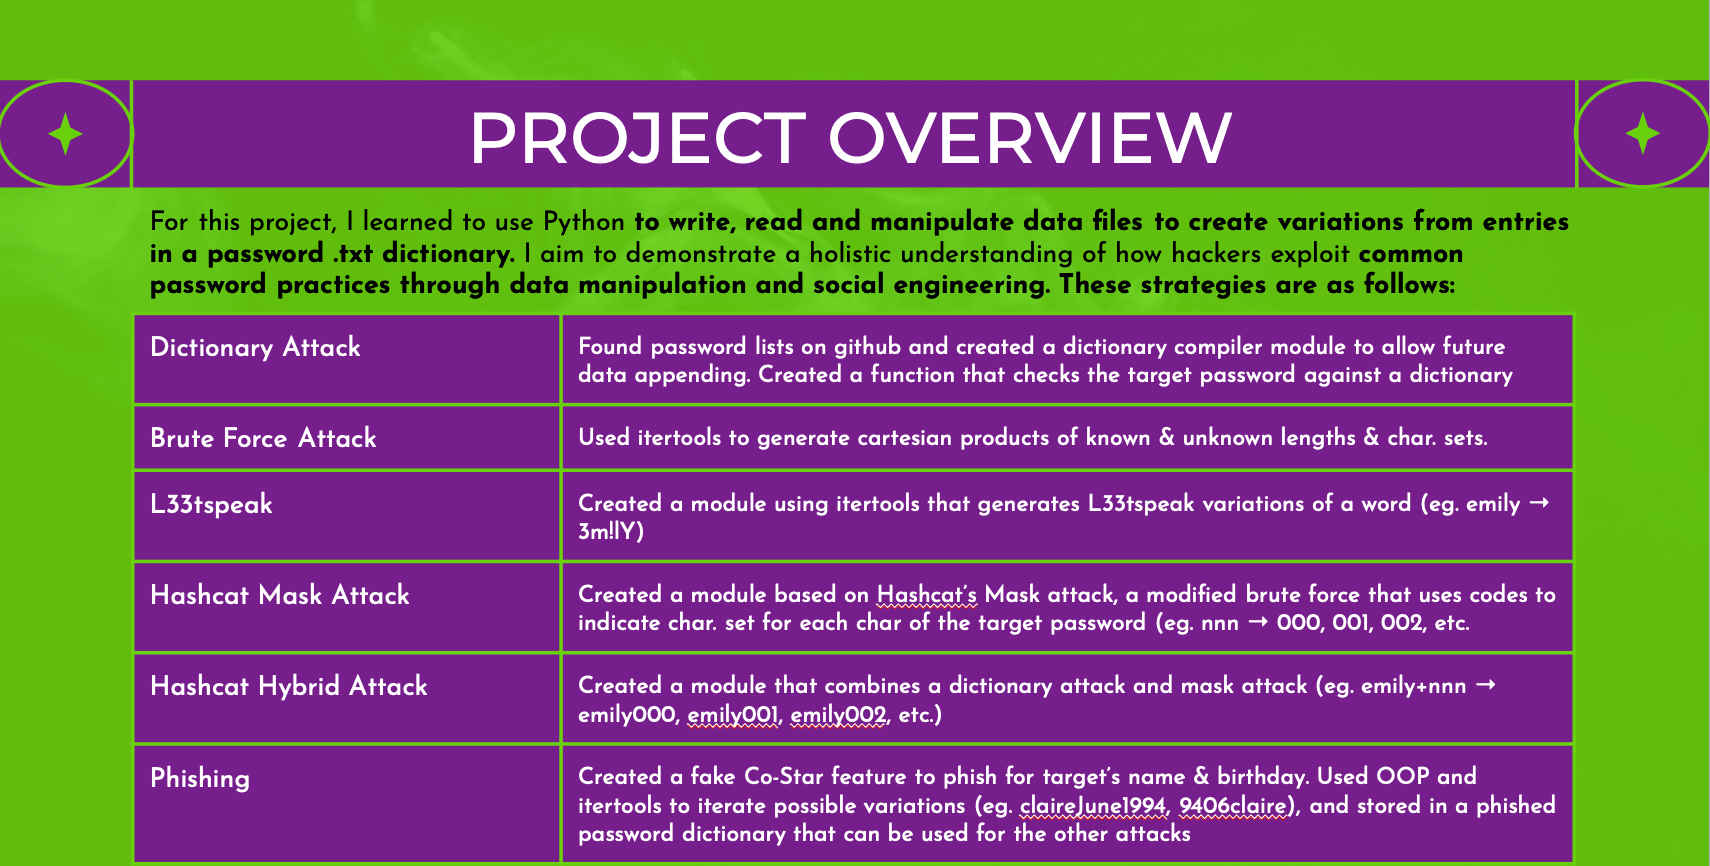 PROJECT OVERVIEW
For this project, I learned to use Python to write, read and manipulate data files to create variations from entries
in a password .txt dictionary. I aim to demonstrate a holistic understanding of how hackers exploit common
password practices through data manipulation and social engineering. These strategies are as follows:
Dictionary Attack
Found password lists on github and created a dictionary compiler module to allow future
data appending. Created a function that checks the target password against a dictionary
Brute Force Attack
Used itertools to generate cartesian products of known & unknown lengths & char. sets.
L33tspeak
Created a module using itertools that generates L33tspeak variations of a word (eg. emily →
3m!lY)
Hashcat Mask Attack
Created a module based on Hashcat's Mask attack, a modified brute force that uses codes to
indicate char. set for each char of the target password (eg. nnn → 000, 001, 002, etc.
Hashcat Hybrid Attack
Created a module that combines a dictionary attack and mask attack (eg. emily+nnn →
emily000, emily001, emily002, etc.)
Phishing
Created a fake Co-Star feature to phish for target's name & birthday. Used OOP and
itertools to iterate possible variations (eg. claireJune1994, 9406claire), and stored in a phished
password dictionary that can be used for the other attacks